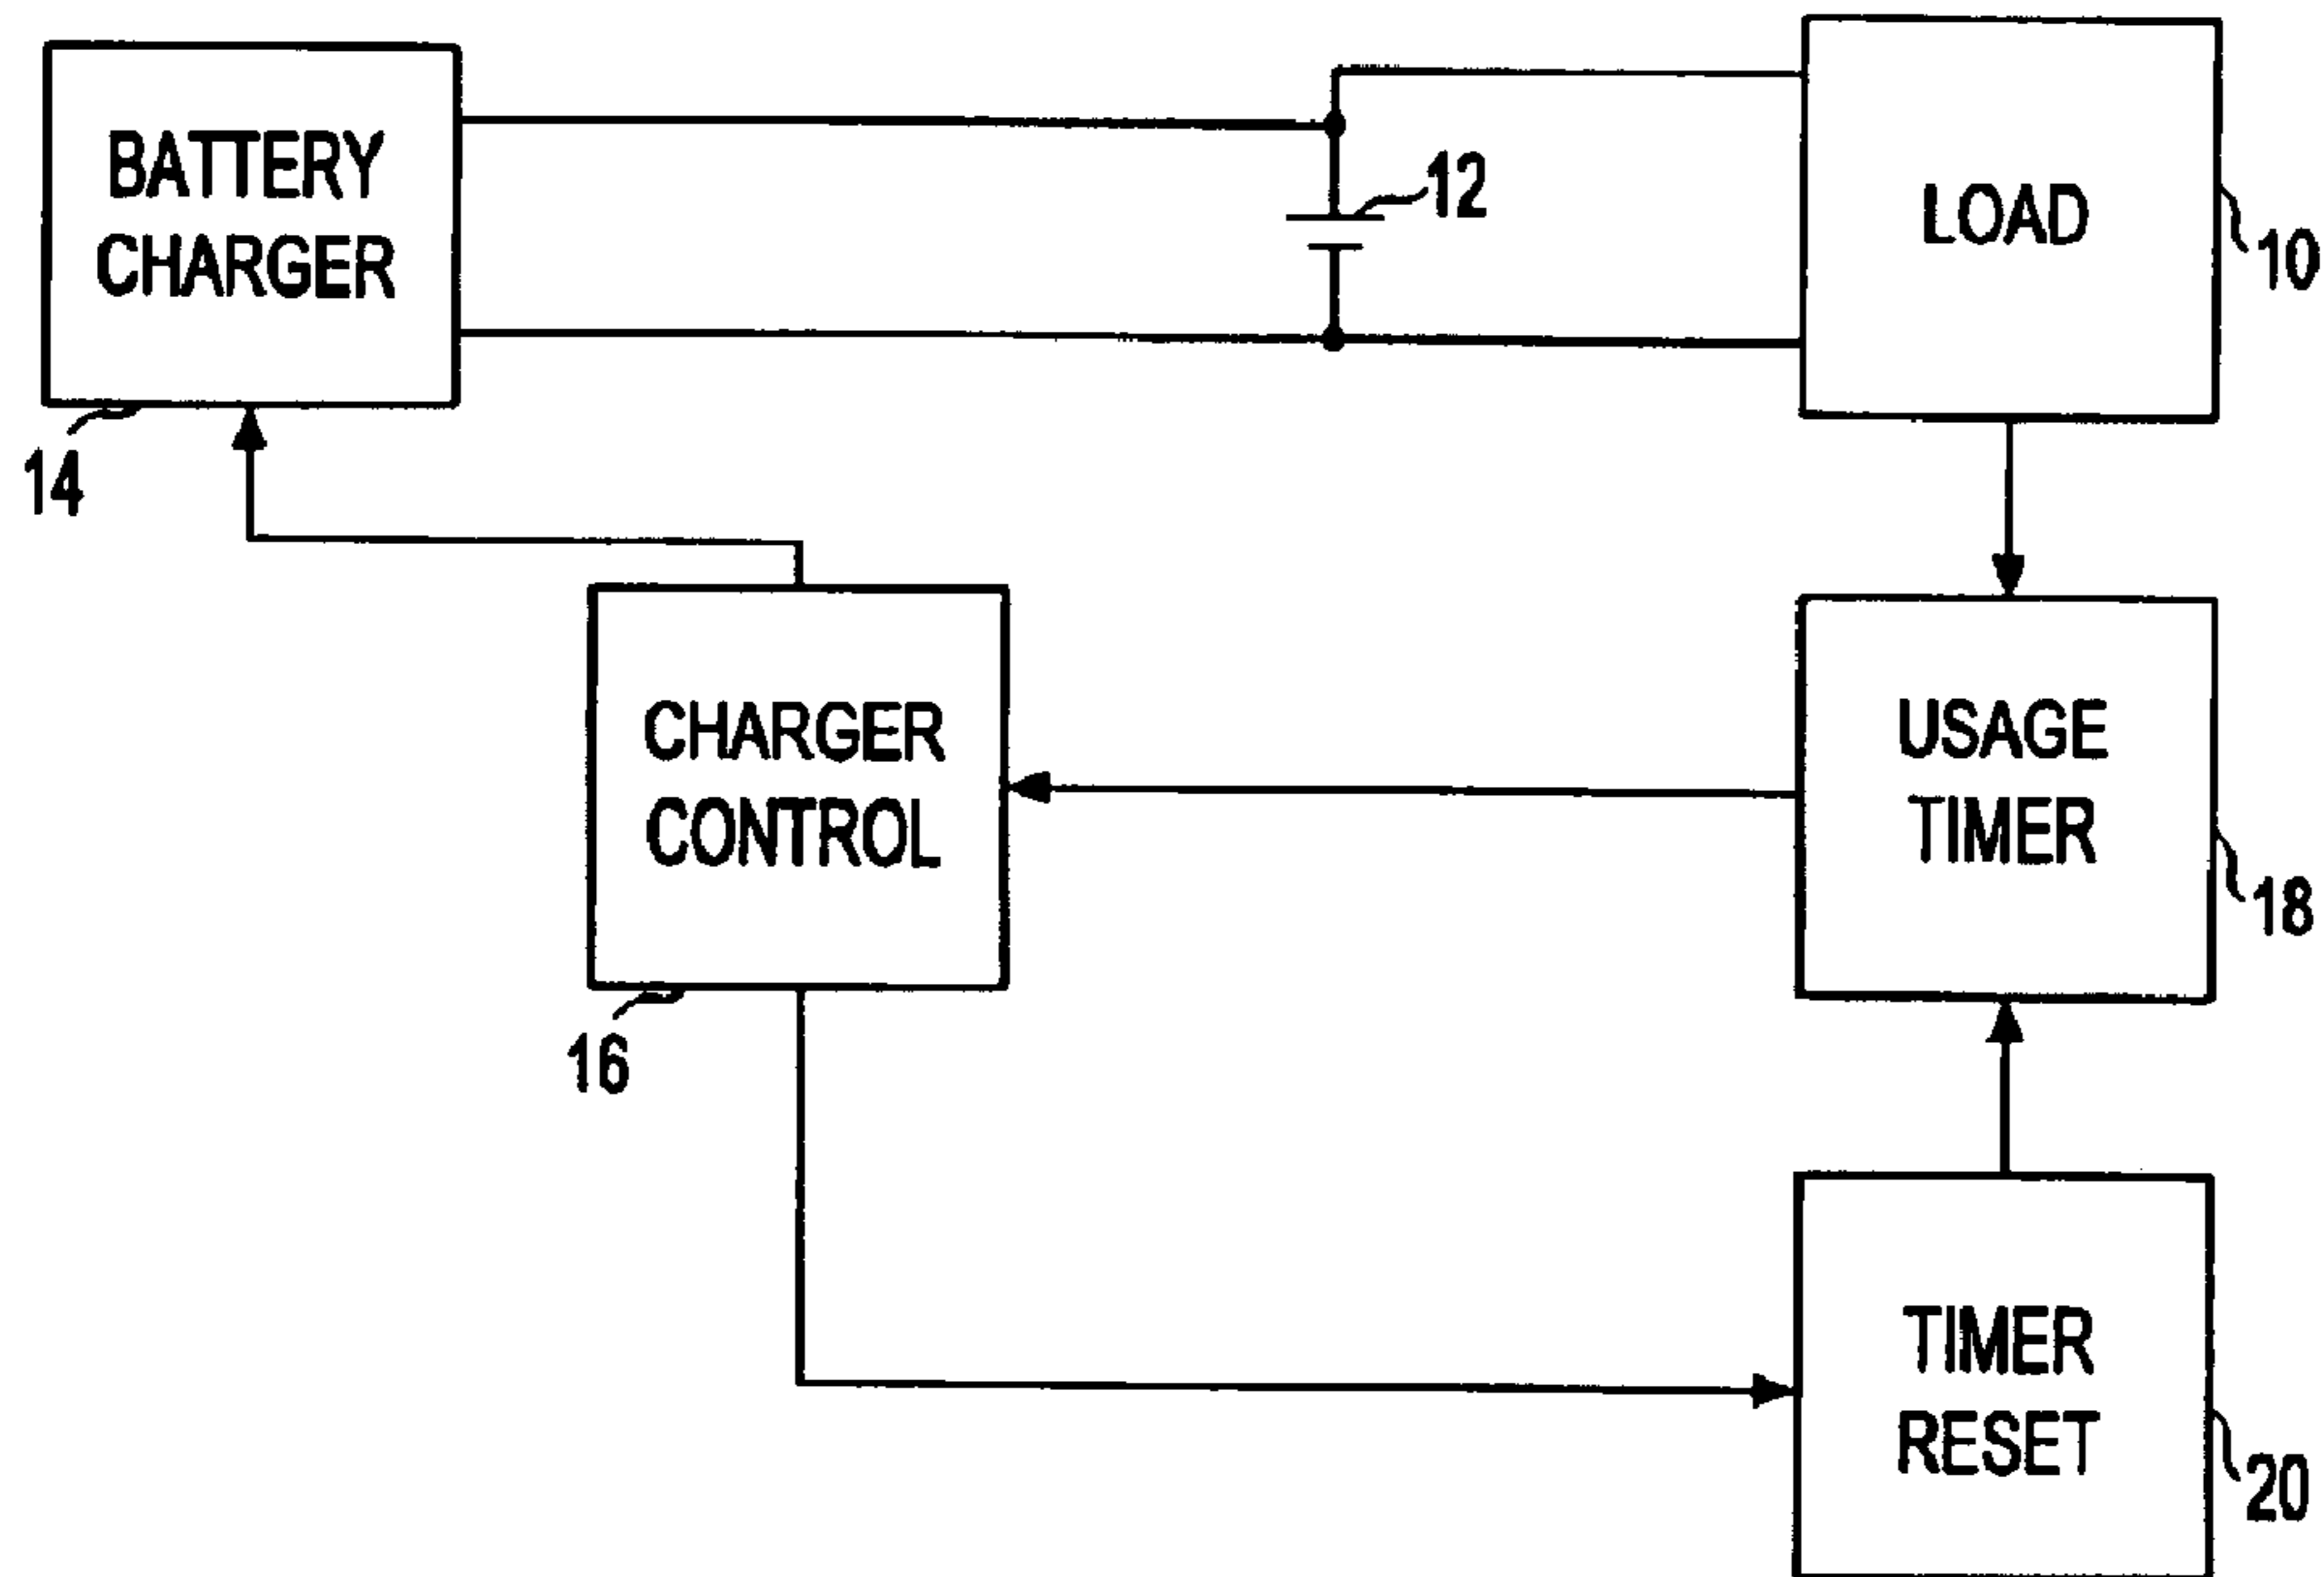 BATTERY
CHARGER
14
12
LOAD
10
CHARGER
CONTROL
16
USAGE
TIMER
18
TIMER
RESET
20